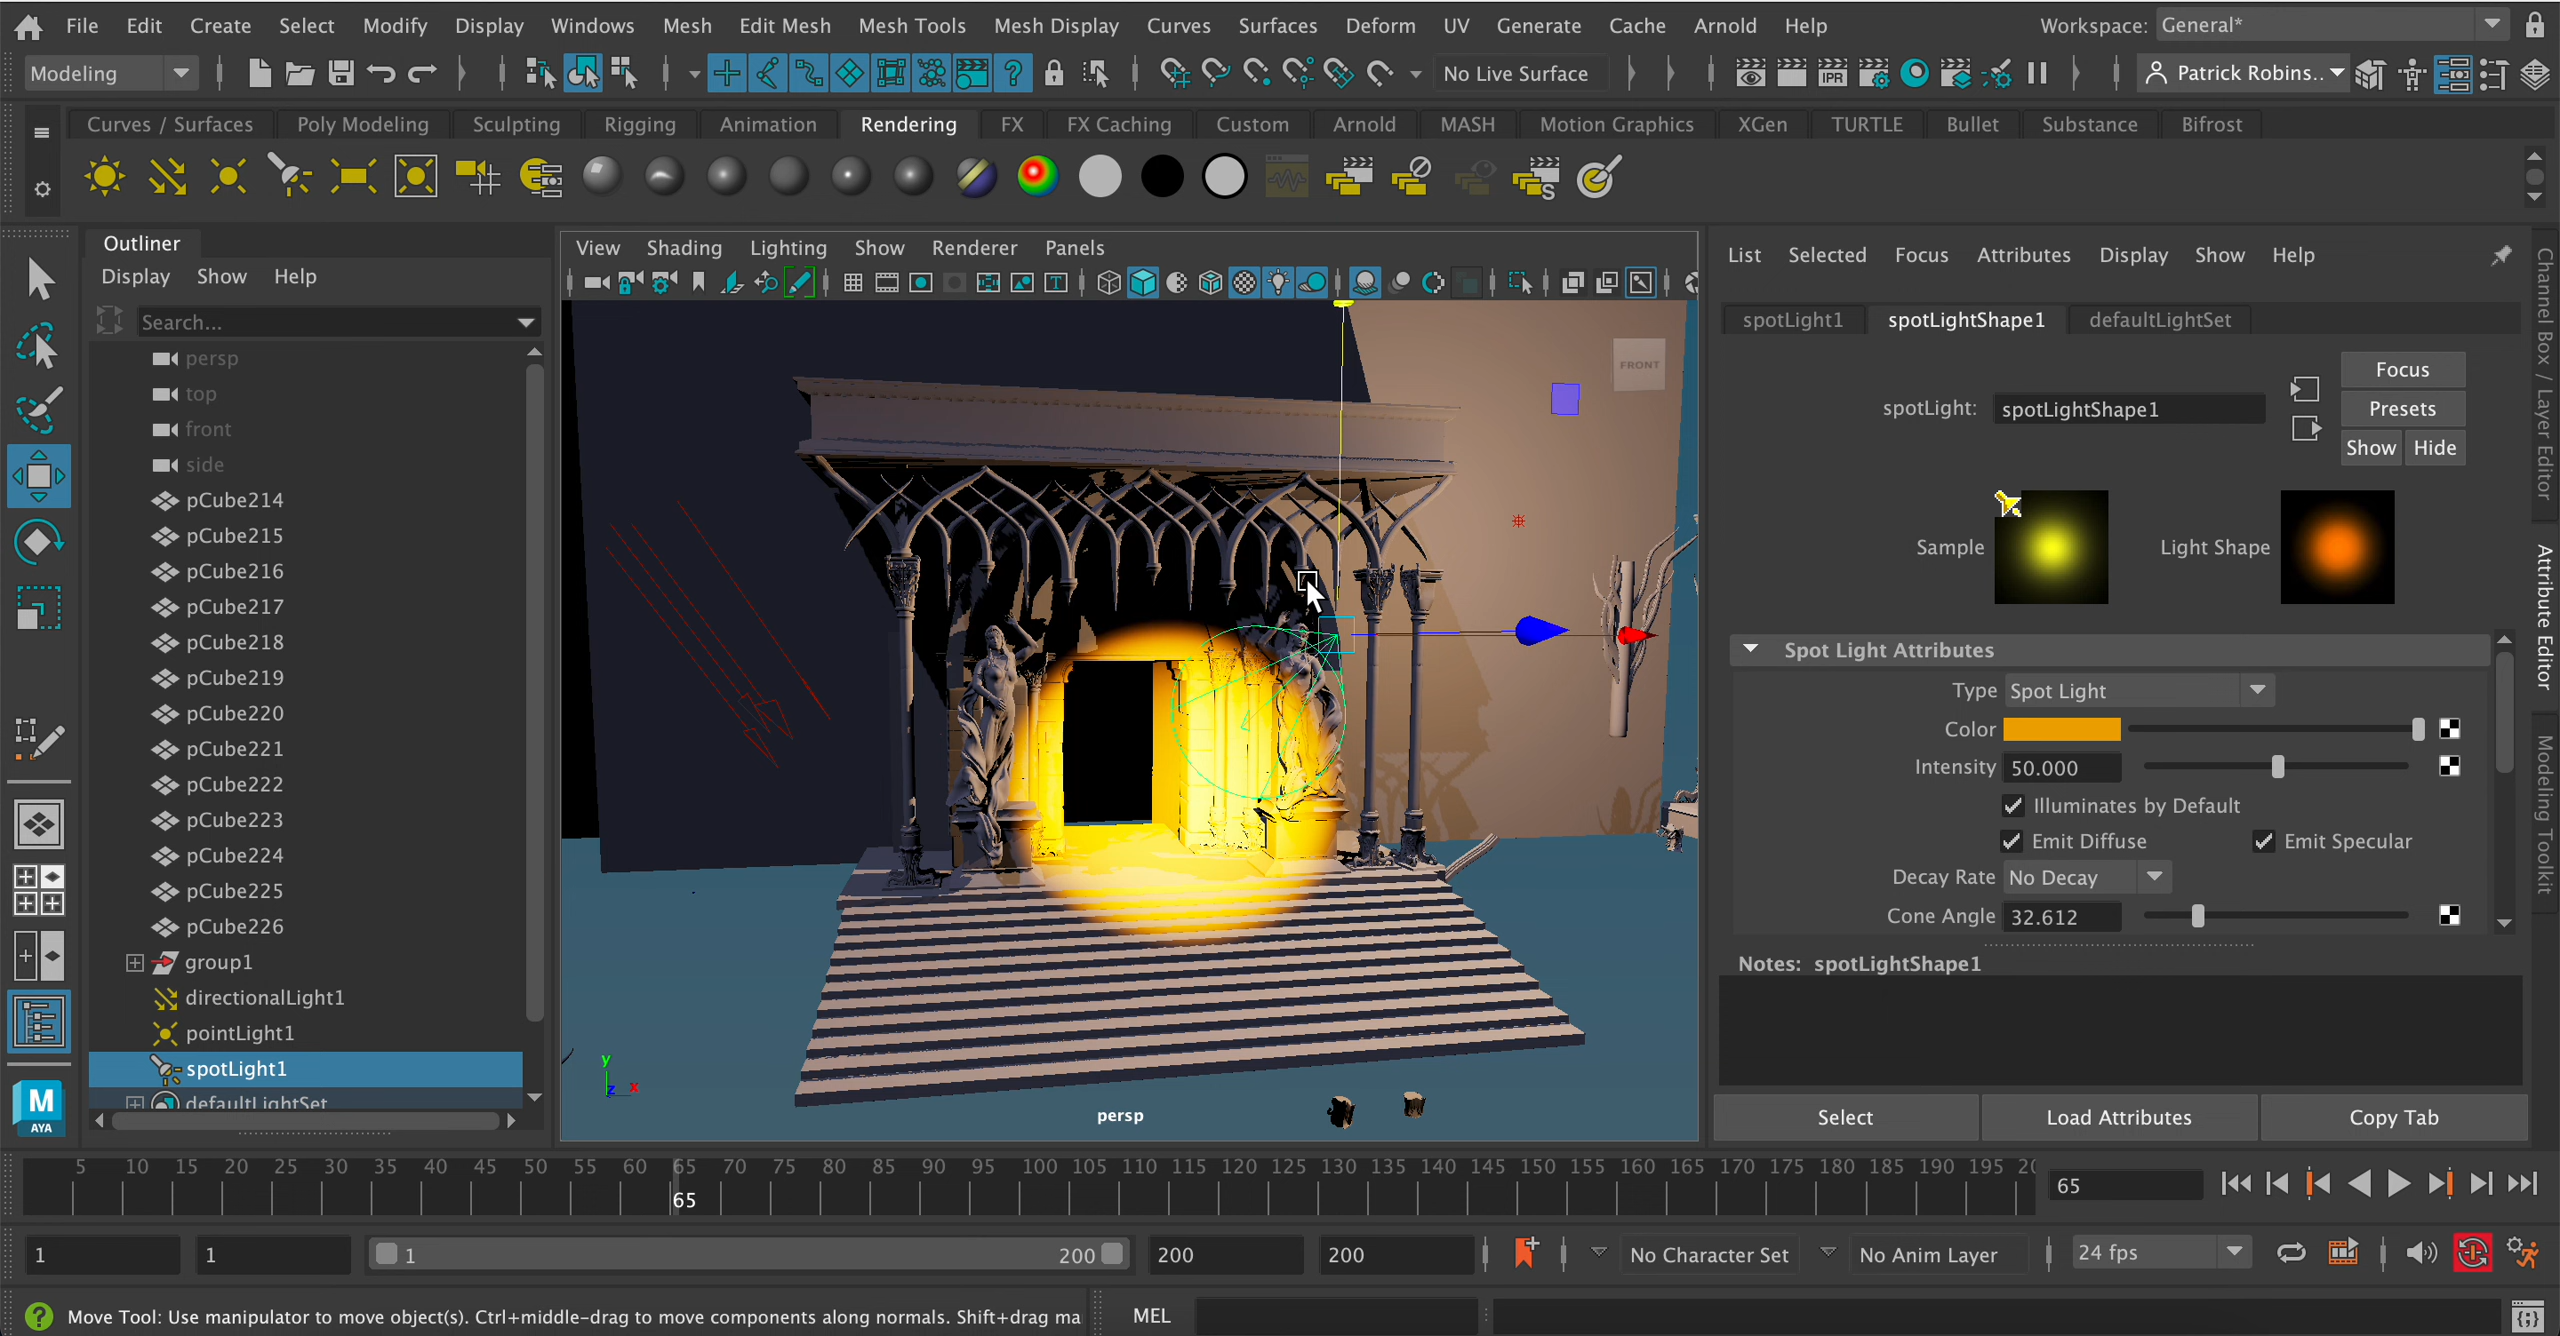 File Edit Create Select Modify Display Windows Mesh Edit Mesh Mesh Tools Mesh Display Curves Surfaces Deform UV Generate Cache Arnold Help Workspace: General*
Modeling No Live Surface IPR Patrick Robins..
Curves / Surfaces Poly Modeling Sculpting Rigging Animation Rendering FX FX Caching Custom Arnold MASH Motion Graphics XGen TURTLE Bullet Substance Bifrost
S
Outliner
Display Show Help
Search...
persp
top
front
side
pCube214
pCube215
pCube216
pCube217
pCube218
pCube219
pCube220
pCube221
pCube222
pCube223
pCube224
pCube225
pCube226
group1
directionalLight1
pointLight1
spotLight1
defaultLightSet
M
AYA
View Shading Lighting Show Renderer Panels
T
FRONT
y
z x
persp
List Selected Focus Attributes Display Show Help
spotLight1 spotLightShape1 defaultLightSet
spotLight: spotLightShape1
Focus
Presets
Show Hide
Sample Light Shape
Spot Light Attributes
Type Spot Light
Color
Intensity 50.000
Illuminates by Default
Emit Diffuse Emit Specular
Decay Rate No Decay
Cone Angle 32.612
Notes: spotLightShape1
Select Load Attributes Copy Tab
Channel Box / Layer Editor
Attribute Editor
Modeling Toolkit
5 10 15 20 25 30 35 40 45 50 55 60 65 70 75 80 85 90 95 100 105 110 115 120 125 130 135 140 145 150 155 160 165 170 175 180 185 190 195
65
65
1 1 1 200 200 200 No Character Set No Anim Layer 24 fps
Move Tool: Use manipulator to move object(s). Ctrl+middle-drag to move components along normals. Shift+drag ma MEL